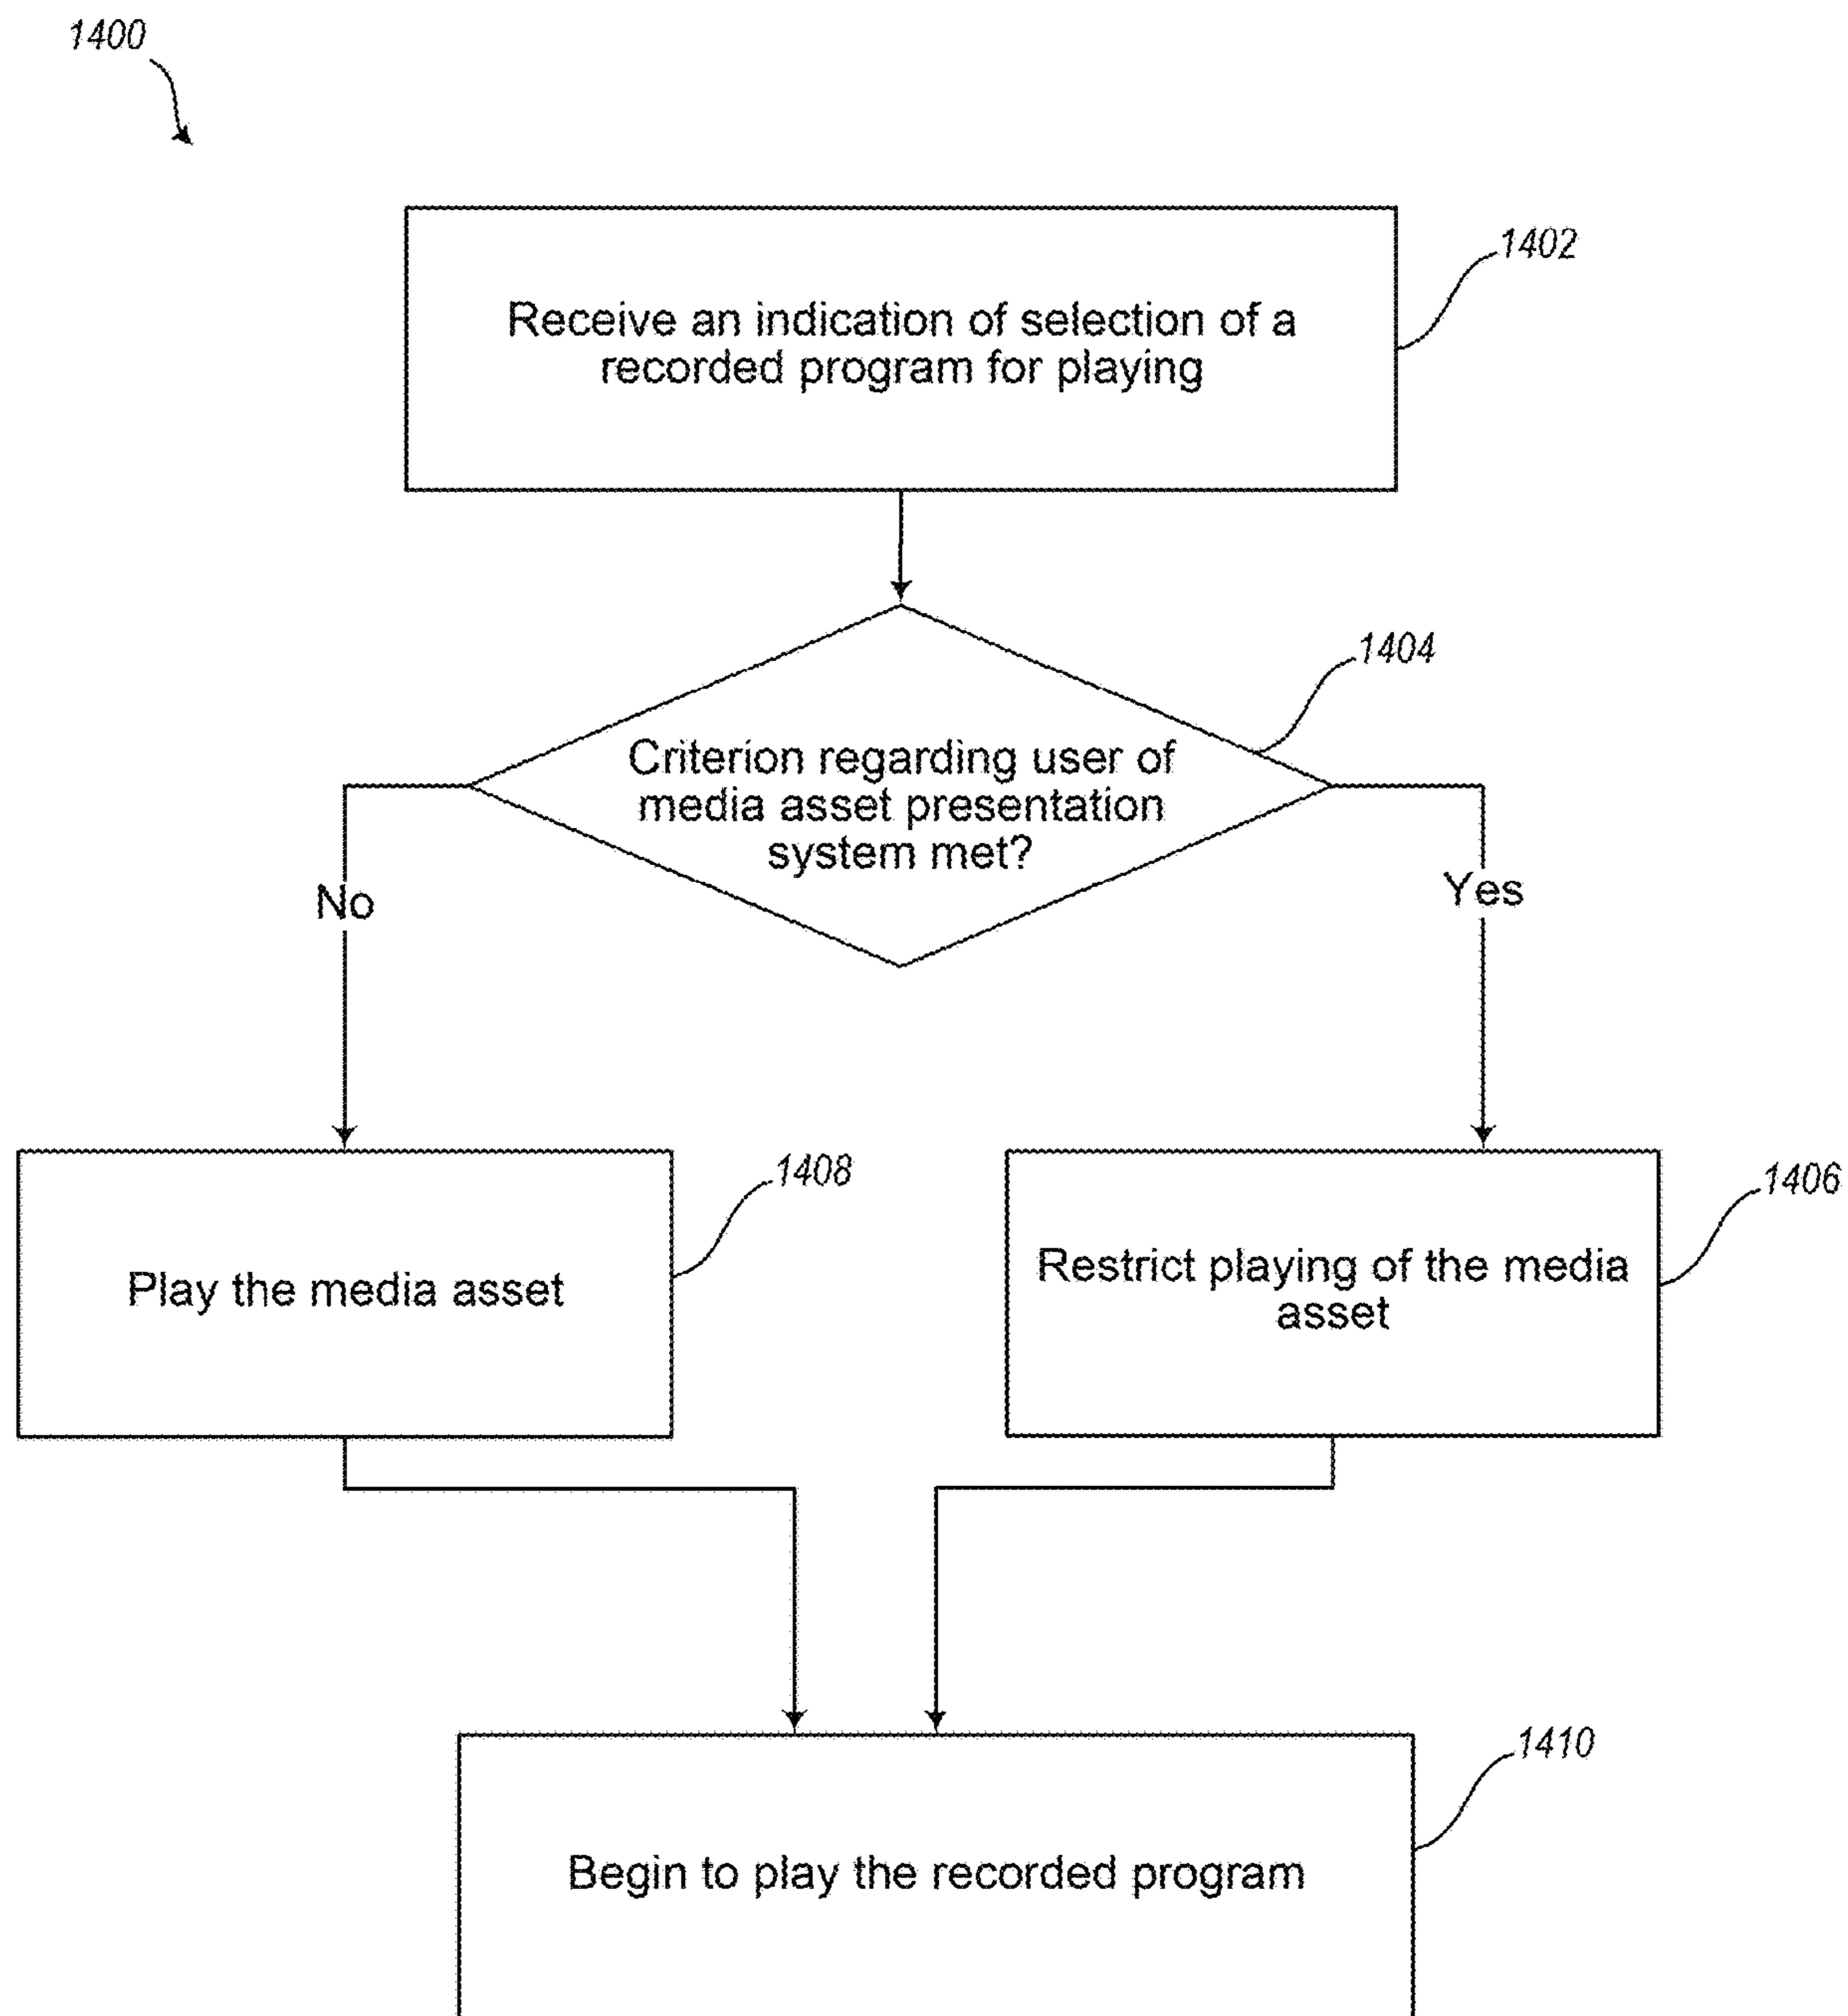 1400
1402
Receive an indication of selection of a
recorded program for playing
1404
Criterion regarding user of
media asset presentation
system met?
No
Yes
1408
1406
Play the media asset
Restrict playing of the media
asset
1410
Begin to play the recorded program